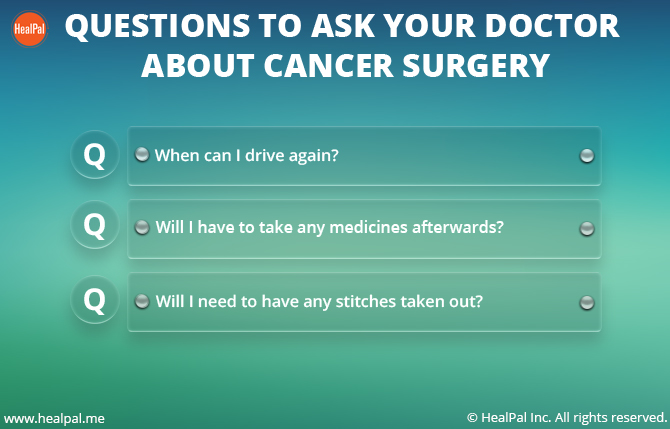 HealPal
QUESTIONS TO ASK YOUR DOCTOR
ABOUT CANCER SURGERY
Q
When can I drive again?
Q
Will I have to take any medicines afterwards?
Q
Will I need to have any stitches taken out?
www.healpal.me
© HealPal Inc. All rights reserved.